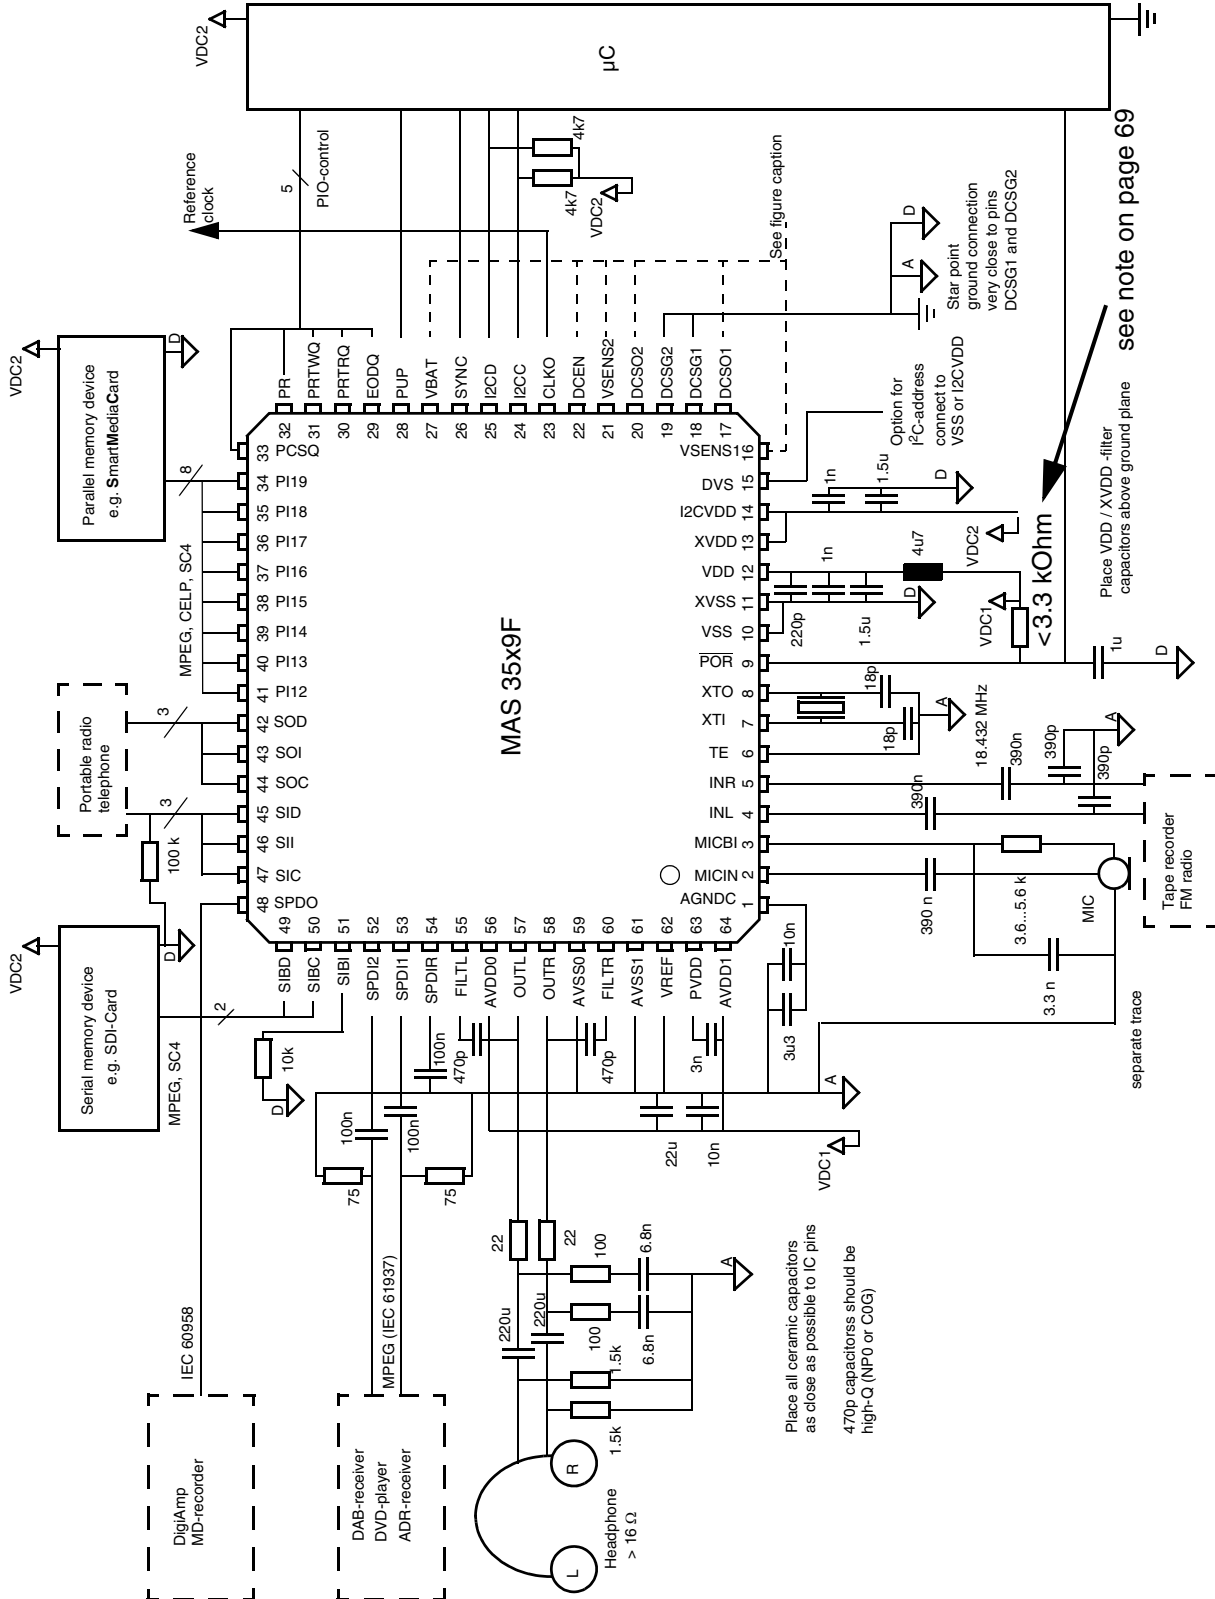 VDC2
µC
Reference
clock
5
PIO-control
4k7
4k7
VDC2
See figure caption
see note on page 69
VDC2
Parallel memory device
e.g. SmartMediaCard
D
8
MPEG, CELP, SC4
PR
PRTWQ
PRTRQ
EODQ
PUP
VBAT
SYNC
I2CD
I2CC
CLKO
DCEN
VSENS2
DCSO2
DCSG2
DCSG1
DCSO1
32
31
30
29
28
27
26
25
24
23
22
21
20
19
18
17
D
A
Star point
ground connection
very close to pins
DCSG1 and DCSG2
Option for
I²C-address
connect to
VSS or I2CVDD
33 PCSQ
34 PI19
35 PI18
36 PI17
37 PI16
38 PI15
39 PI14
40 PI13
41 PI12
42 SOD
43 SOI
44 SOC
45 SID
46 SII
47 SIC
48 SPDO
MAS 35x9F
VSENS1 16
DVS 15
I2CVDD 14
XVDD 13
VDD 12
XVSS 11
VSS 10
POR 9
XTO 8
XTI 7
TE 6
INR 5
INL 4
MICBI 3
MICIN 2
AGNDC 1
1n
1.5u
D
VDC2
4u7
1n
D
220p
1.5u
VDC1
<3.3 kOhm
Place VDD / XVDD -filter
capacitors above ground plane
1u
D
18p
18p
A
18.432 MHz
390n
390n
390p
390p
A
Tape recorder
FM radio
390 n
3.6...5.6 k
MIC
3.3 n
separate trace
Portable radio
telephone
3
3
100 k
D
VDC2
Serial memory device
e.g. SDI-Card
2
MPEG, SC4
49
50
51
52
53
54
55
56
57
58
59
60
61
62
63
64
SIBD
SIBC
SIBI
SPDI2
SPDI1
SPDIR
FILTL
AVDD0
OUTL
OUTR
AVSS0
FILTR
AVSS1
VREF
PVDD
AVDD1
10k
D
100n
470p
470p
3n
3u3
10n
100n
100n
75
75
22u
10n
A
VDC1
22
22
220u
220u
100
100
6.8n
6.8n
1.5k
1.5k
A
IEC 60958
MPEG (IEC 61937)
DigiAmp
MD-recorder
DAB-receiver
DVD-player
ADR-receiver
L
R
Headphone
> 16 Ω
Place all ceramic capacitors
as close as possible to IC pins
470p capacitorss should be
high-Q (NP0 or C0G)